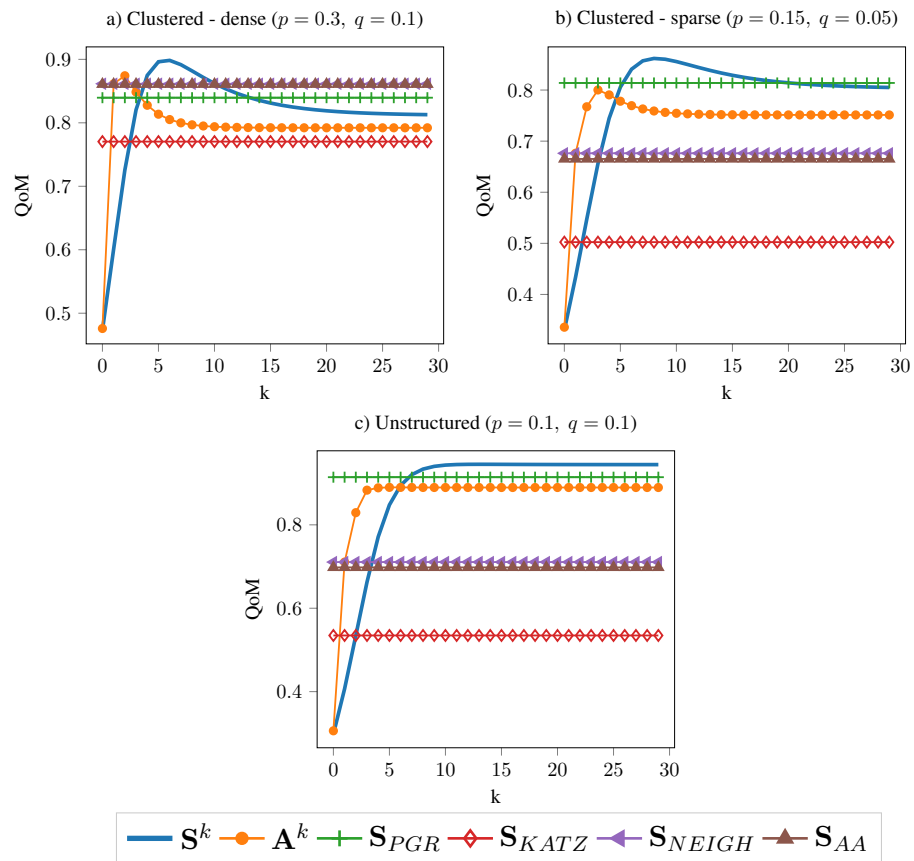 a) Clustered - dense (p = 0.3, q = 0.1)
0.9
0.8
0.7
0.6
0.5
QoM
0 5 10 15 20 25 30
k
b) Clustered - sparse (p = 0.15, q = 0.05)
0.8
0.7
0.6
0.5
0.4
QoM
0 5 10 15 20 25 30
k
c) Unstructured (p = 0.1, q = 0.1)
0.8
0.6
0.4
QoM
0 5 10 15 20 25 30
k
S^k A^k S_PGR S_KATZ S_NEIGH S_AA